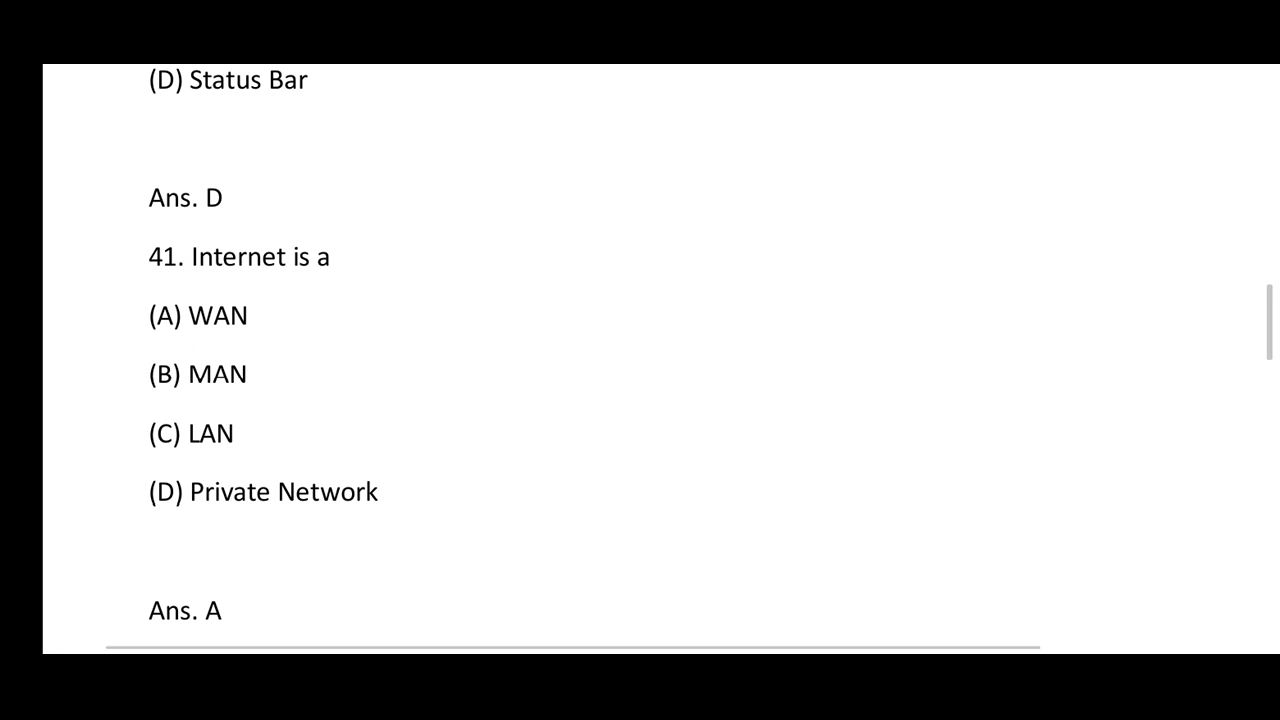 (D) Status Bar
Ans. D
41. Internet is a
(A) WAN
(B) MAN
(C) LAN
(D) Private Network
Ans. A